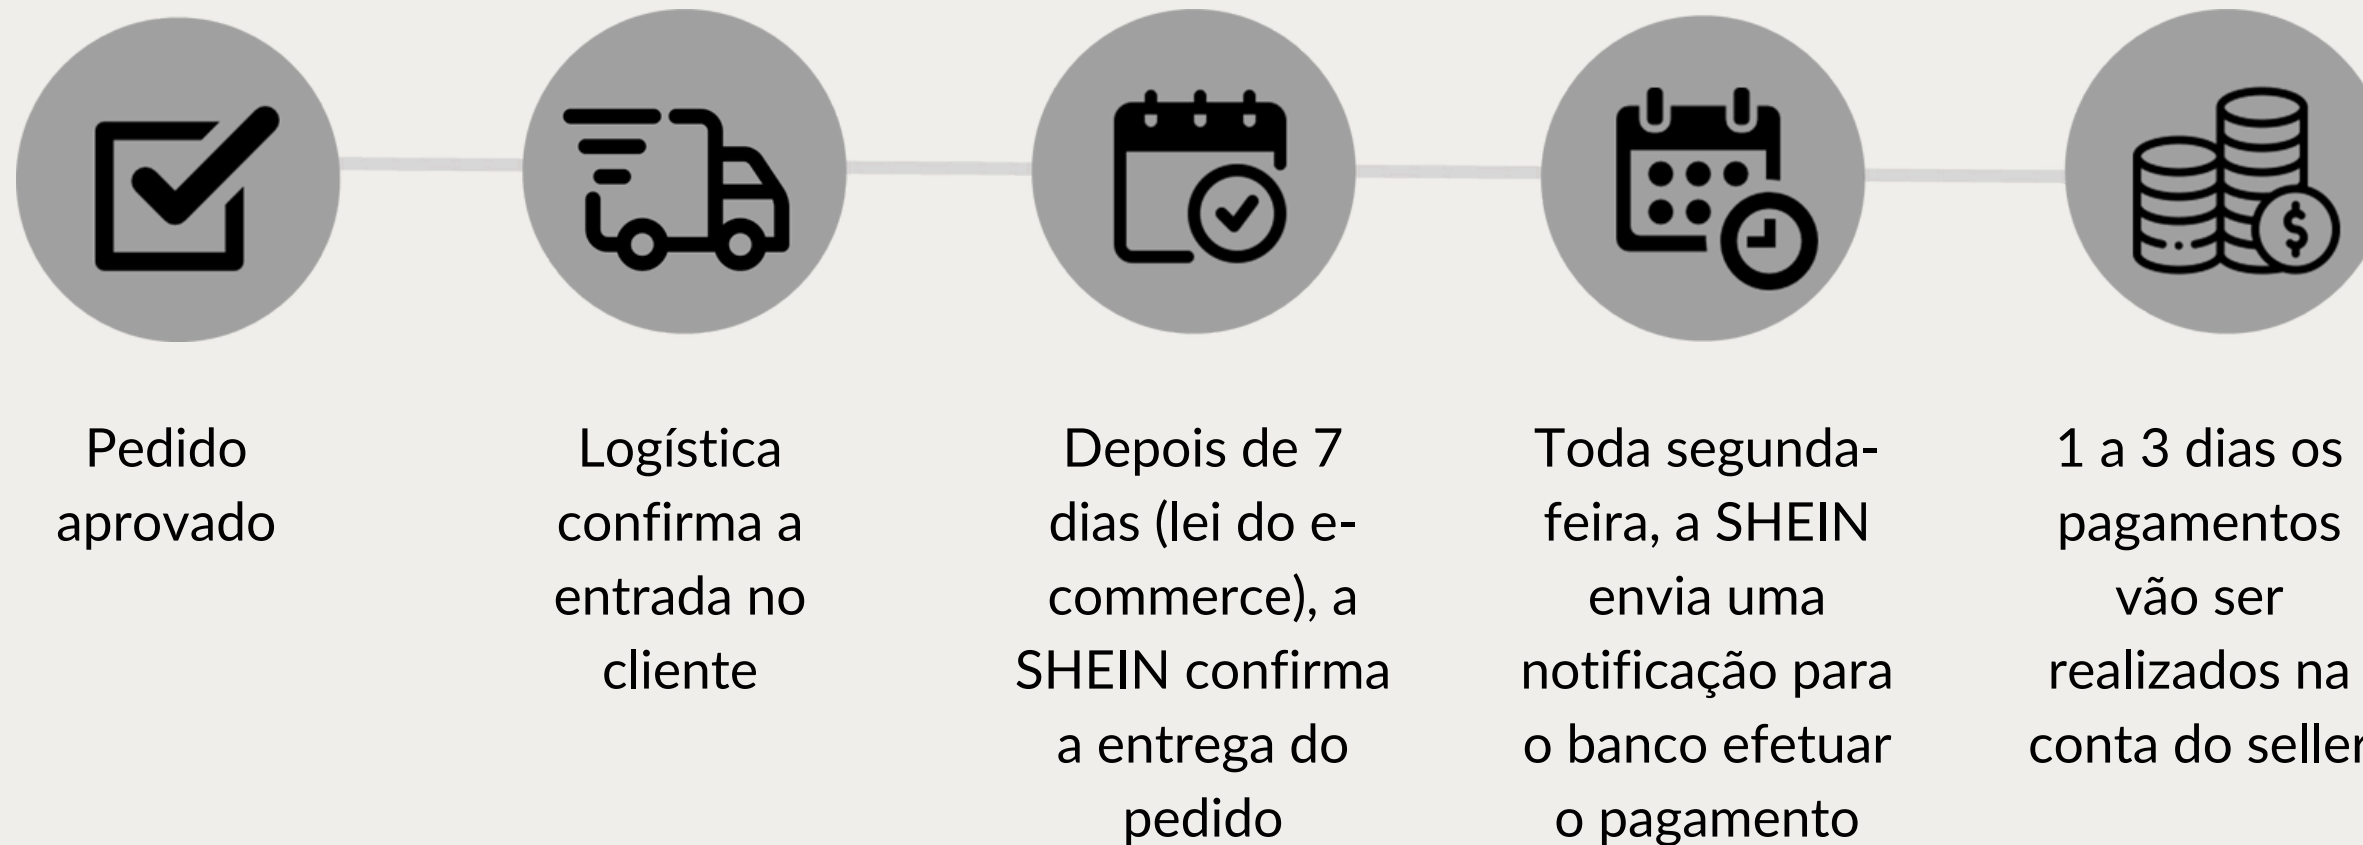 Pedido
aprovado
Logística
confirma a
entrada no
cliente
Depois de 7
dias (lei do e-
commerce), a
SHEIN confirma
a entrega do
pedido
Toda segunda-
feira, a SHEIN
envia uma
notificação para
o banco efetuar
o pagamento
1 a 3 dias os
pagamentos
vão ser
realizados na
conta do seller
$